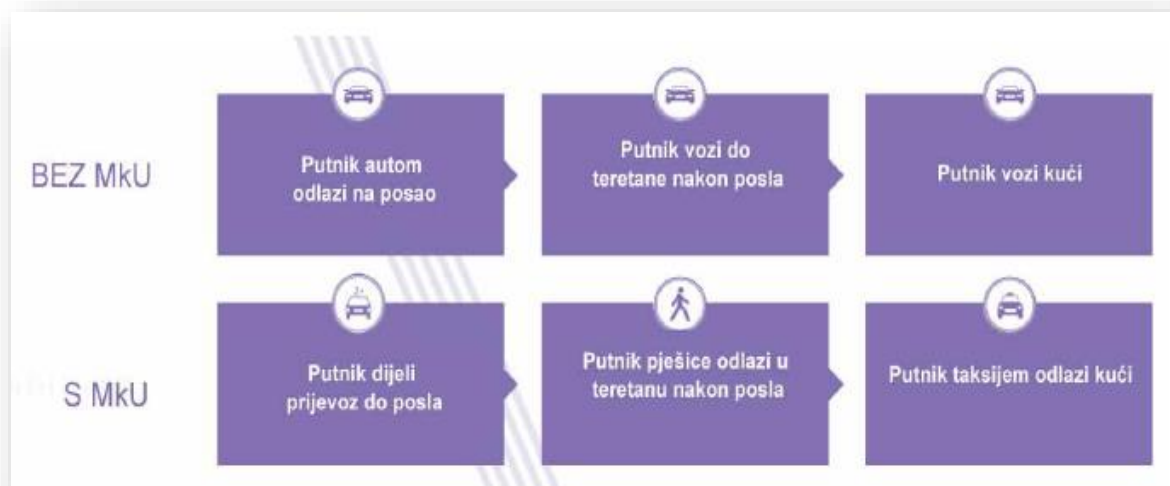 BEZ MkU
Putnik autom
odlazi na posao
Putnik vozi do
teretane nakon posla
Putnik vozi kući
S MkU
Putnik dijeli
prijevoz do posla
Putnik pješice odlazi u
teretanu nakon posla
Putnik taksijem odlazi kući